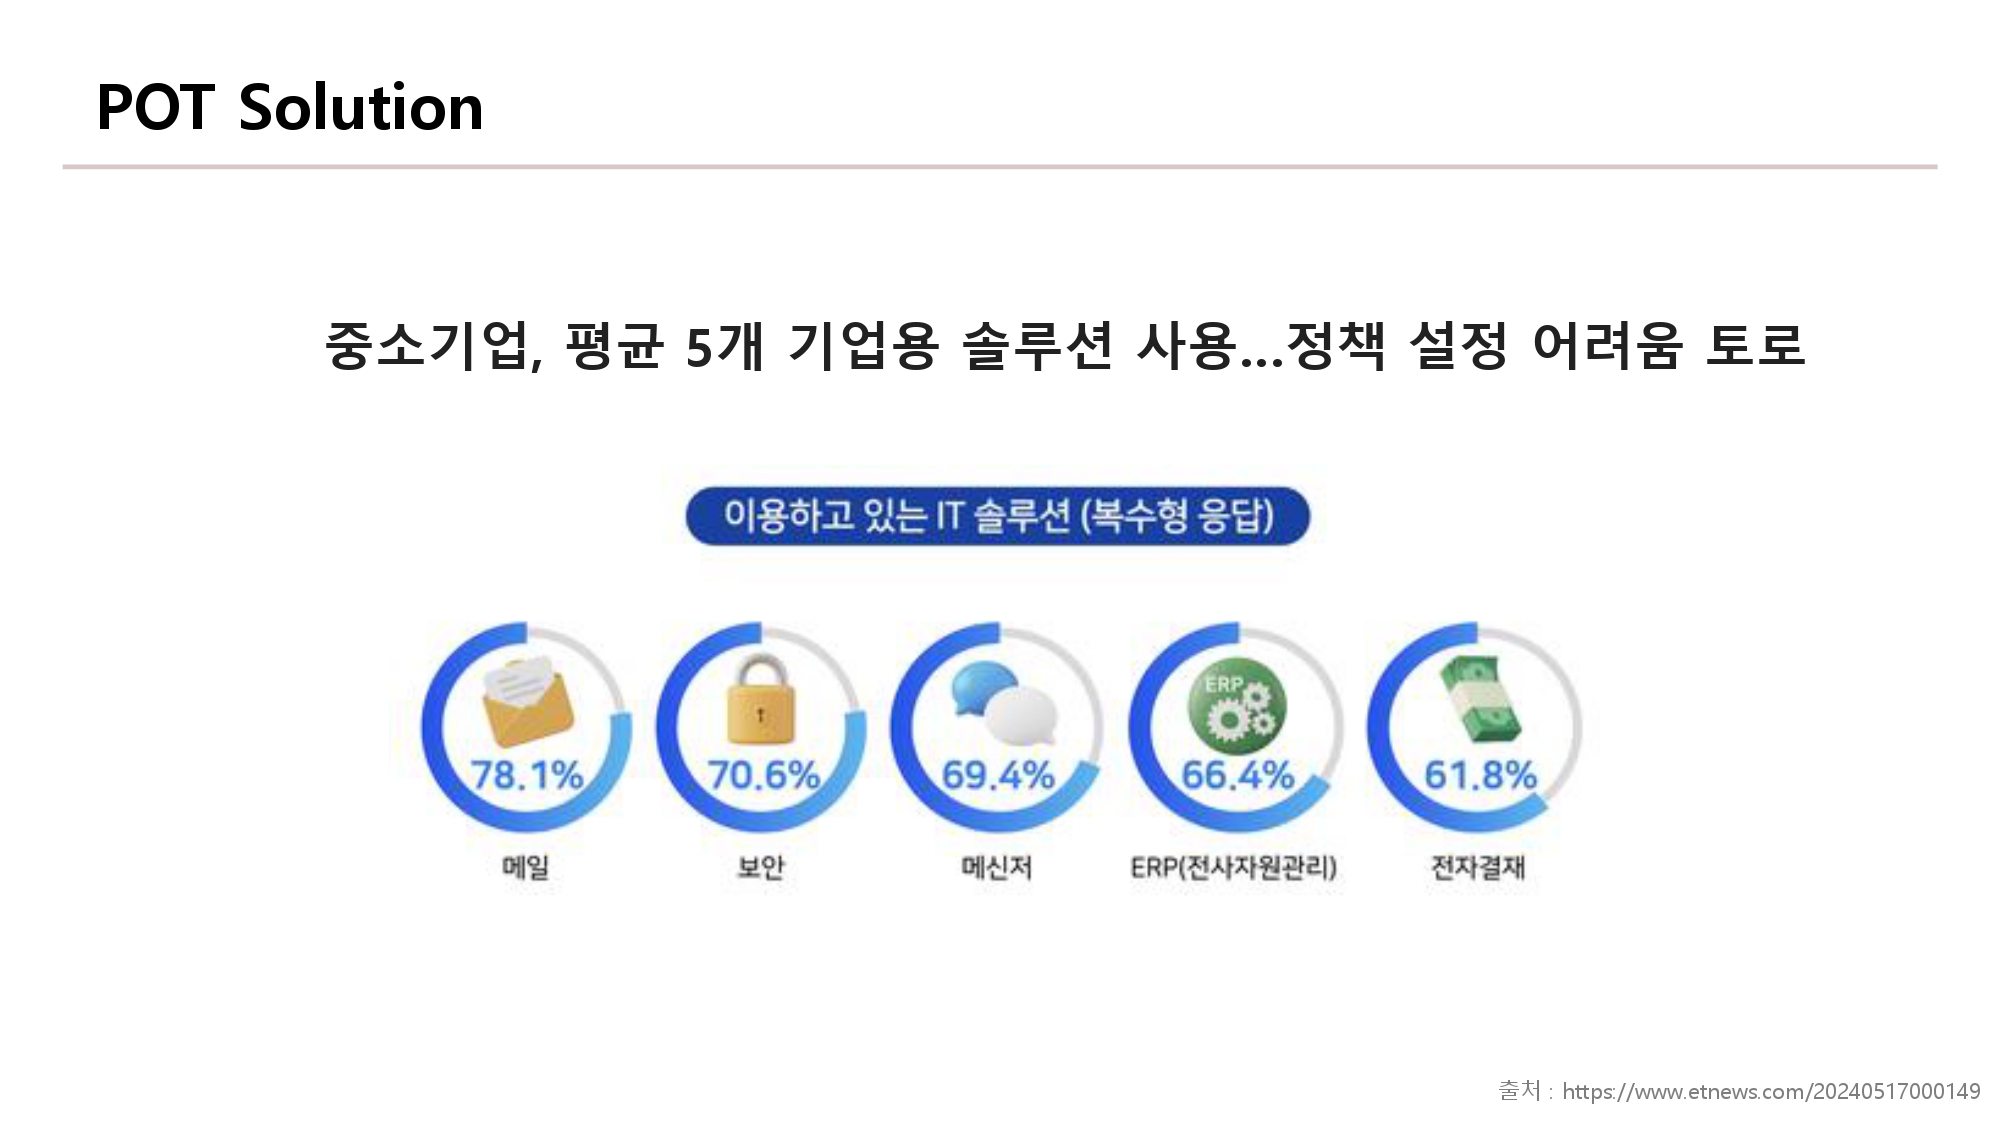 POT Solution
중소기업, 평균 5개 기업용 솔루션 사용...정책 설정 어려움 토로
이용하고 있는 IT 솔루션 (복수형 응답)
ERP
78.1% 70.6% 69.4% 66.4% 61.8%
메일 보안 메신저 ERP(전사자원관리) 전자결재
출처 : https://www.etnews.com/20240517000149